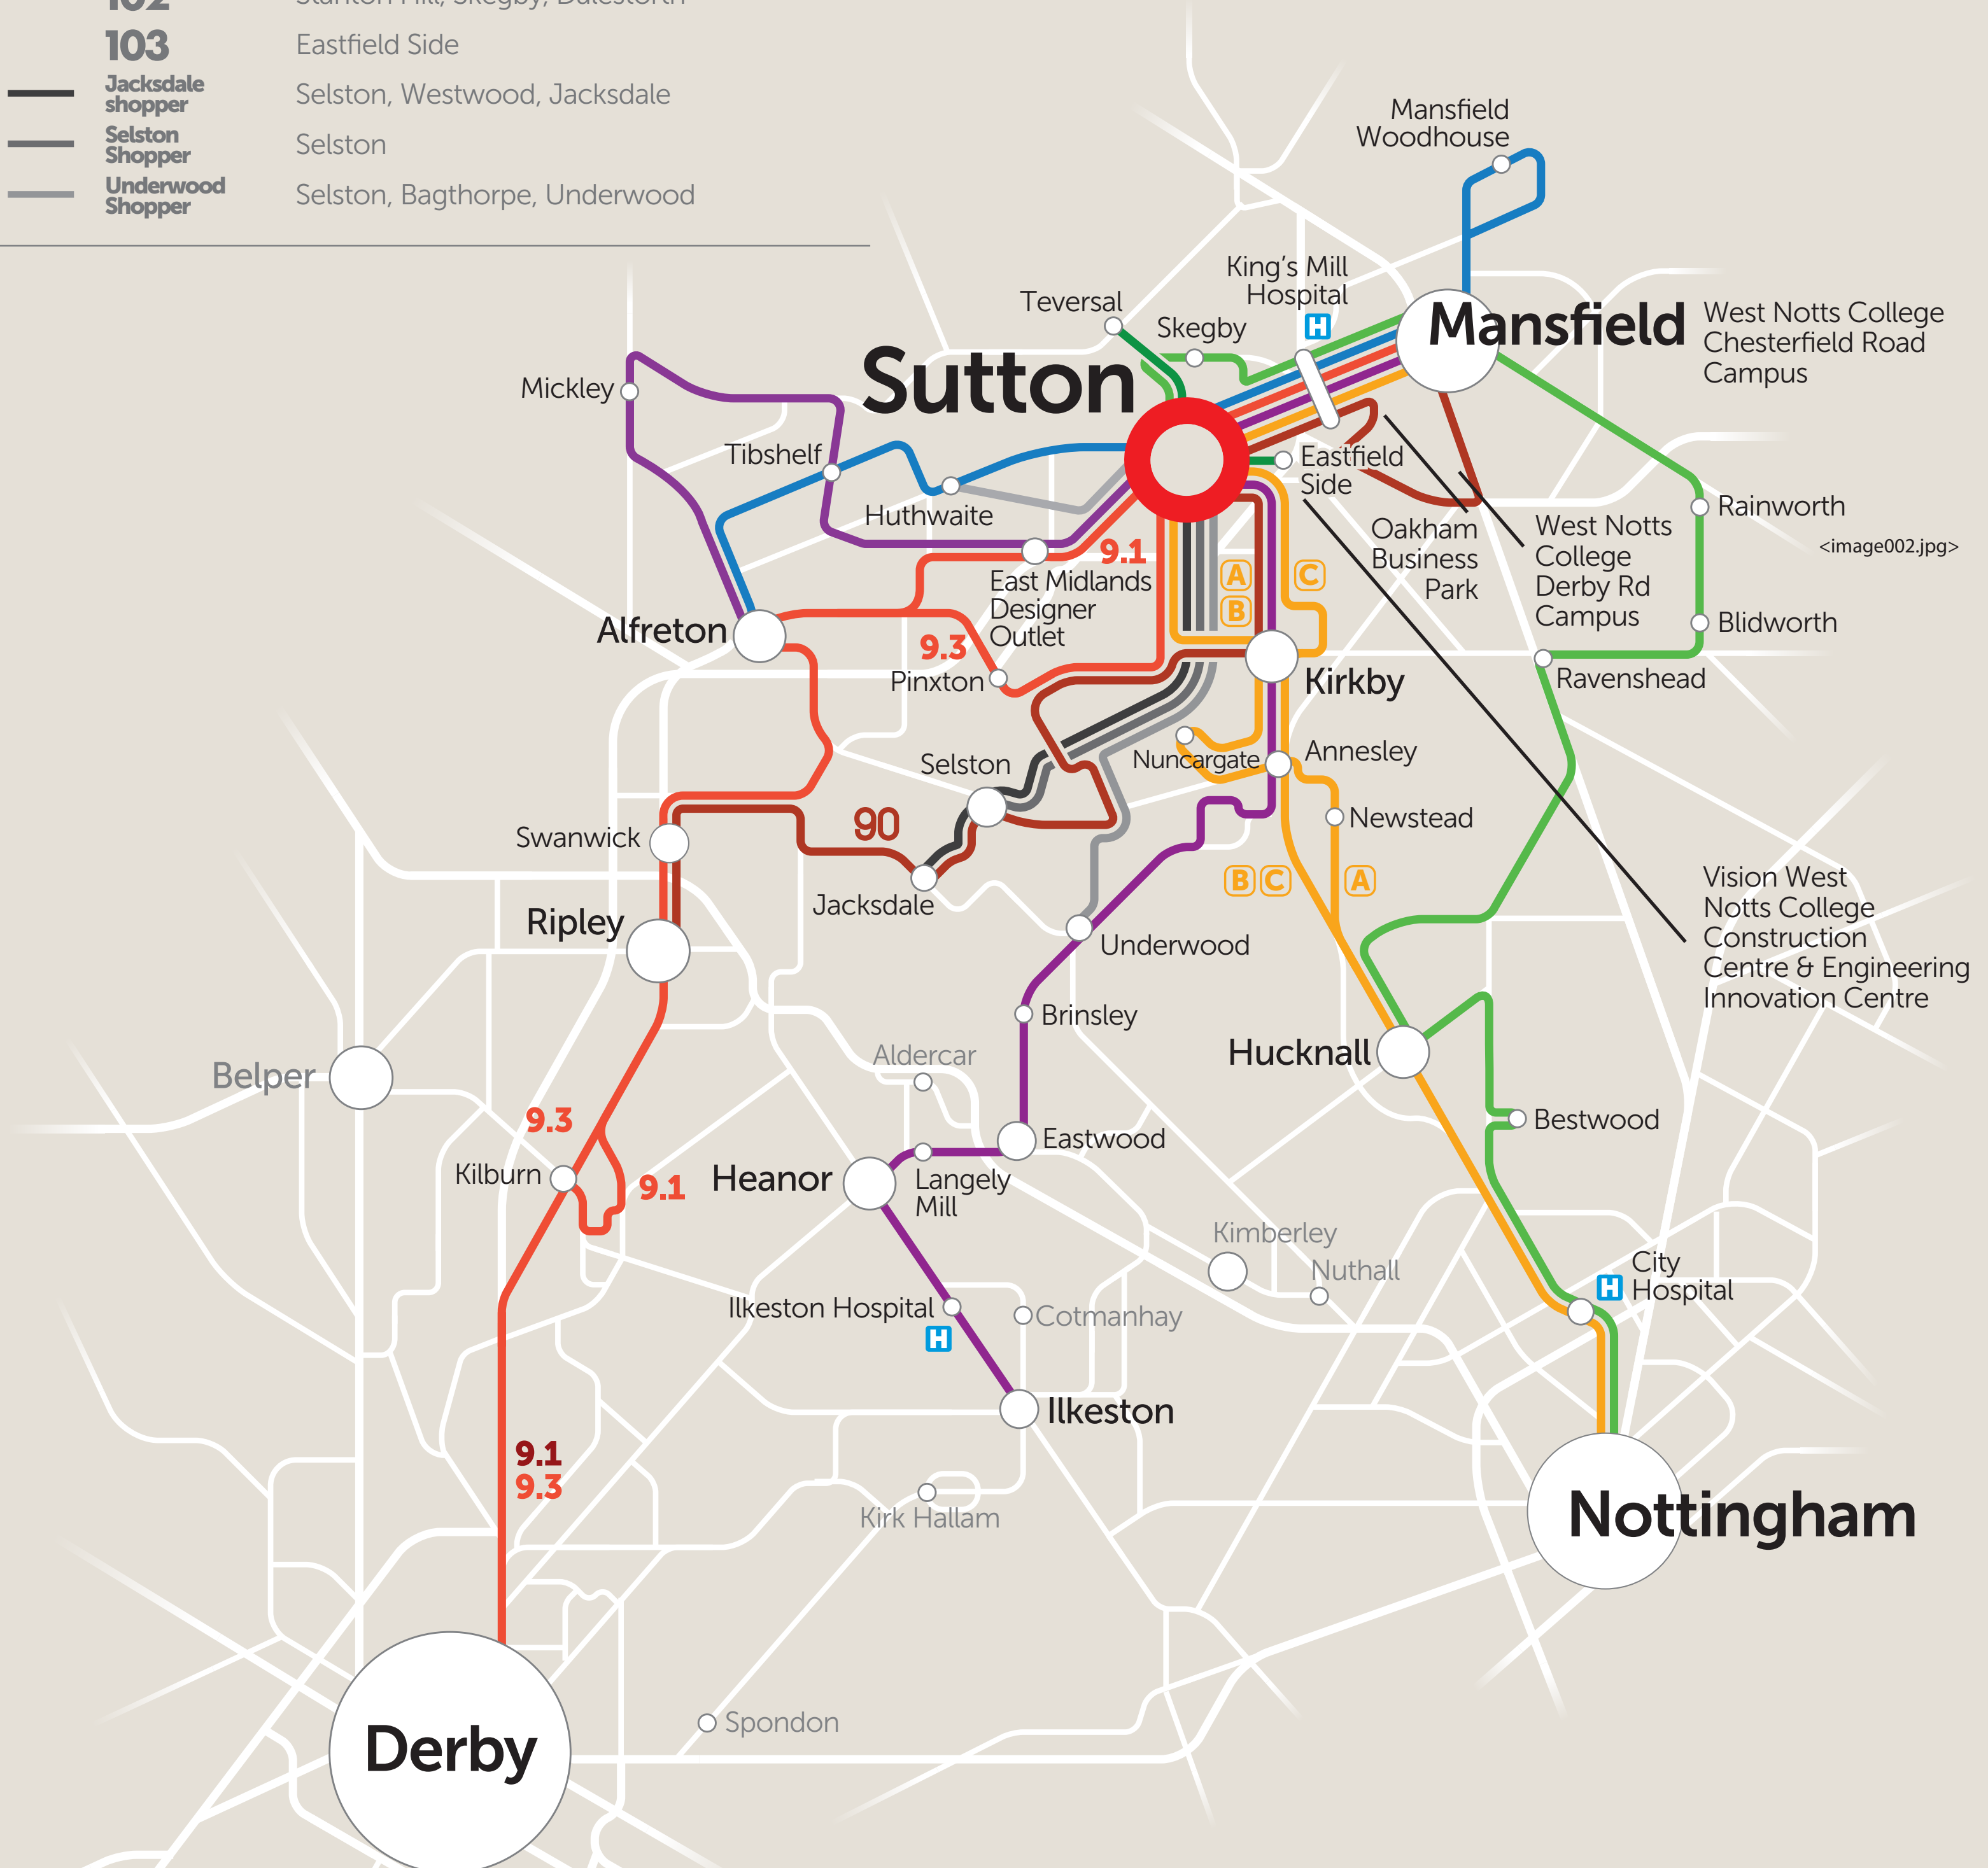 102 Stanton Hill, Skegby, Dalestorth
103 Eastfield Side
Jacksdale
shopper
Selston, Westwood, Jacksdale
Selston
Shopper
Selston
Underwood
Shopper
Selston, Bagthorpe, Underwood
Mansfield
Woodhouse
King's Mill
Hospital
H
Teversal
Skegby
Mansfield
West Notts College
Chesterfield Road
Campus
Sutton
Mickley
Tibshelf
Eastfield
Side
Huthwaite
Rainworth
<image002.jpg>
Oakham
Business
Park
West Notts
College
Derby Rd
Campus
9.1
East Midlands
Designer
Outlet
A
B
C
Alfreton
9.3
Pinxton
Blidworth
Kirkby
Ravenshead
Selston
Nuncargate
Annesley
Newstead
90
Swanwick
Jacksdale
B C
A
Vision West
Notts College
Construction
Centre & Engineering
Innovation Centre
Ripley
Underwood
Brinsley
Hucknall
Aldercar
Belper
9.3
Eastwood
Bestwood
Kilburn
9.1
Heanor
Langely
Mill
Kimberley
Nuthall
City
Hospital
H
Ilkeston Hospital
H
Cotmanhay
Ilkeston
9.1
9.3
Kirk Hallam
Nottingham
Spondon
Derby